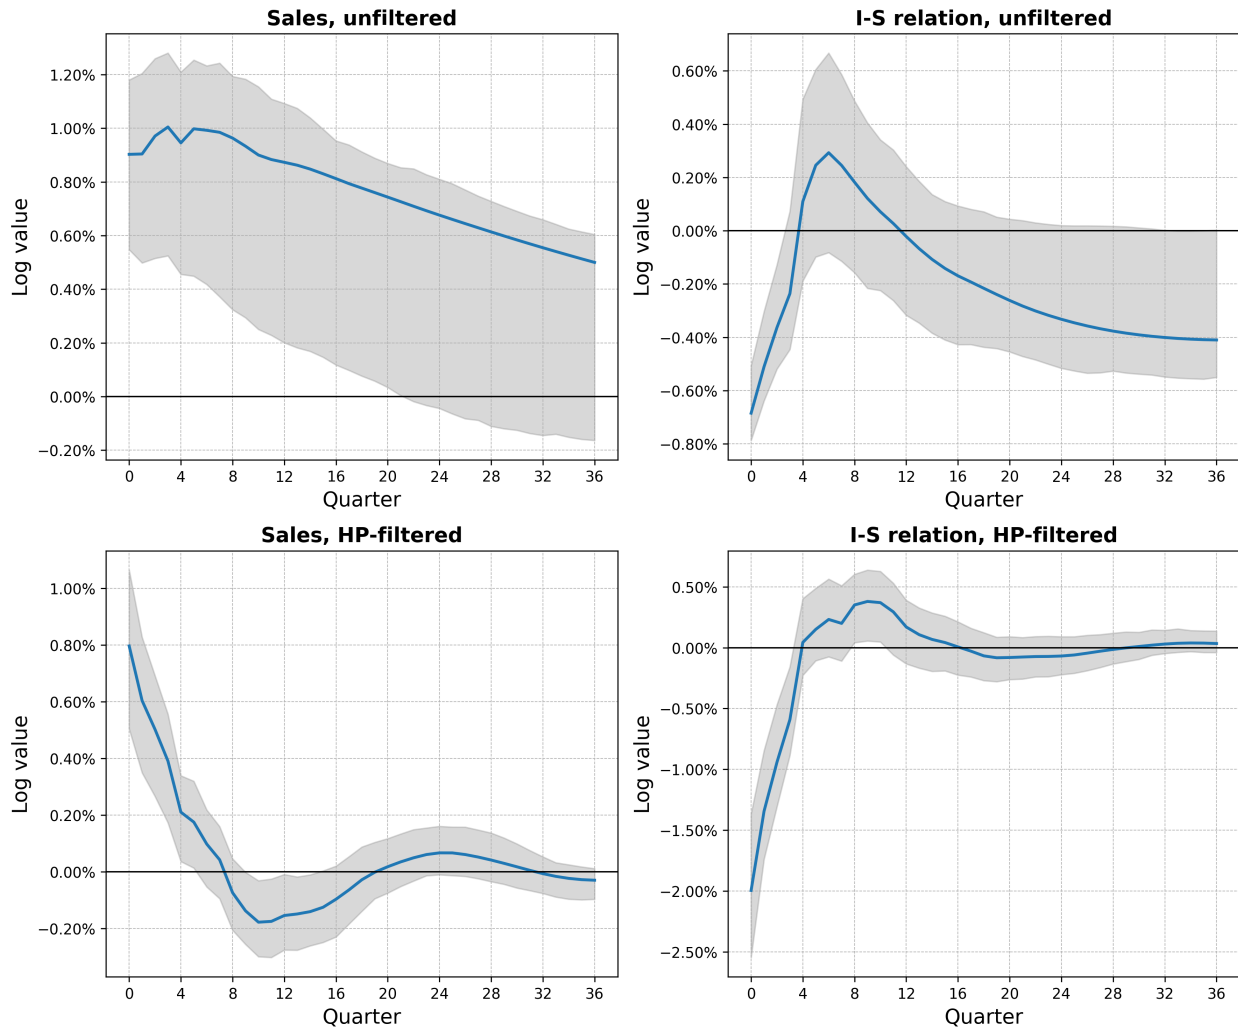 Sales, unfiltered
Log value
1.20%
1.00%
0.80%
0.60%
0.40%
0.20%
0.00%
−0.20%
0 4 8 12 16 20 24 28 32 36
Quarter
I-S relation, unfiltered
Log value
0.60%
0.40%
0.20%
0.00%
−0.20%
−0.40%
−0.60%
−0.80%
0 4 8 12 16 20 24 28 32 36
Quarter
Sales, HP-filtered
Log value
1.00%
0.80%
0.60%
0.40%
0.20%
0.00%
−0.20%
0 4 8 12 16 20 24 28 32 36
Quarter
I-S relation, HP-filtered
Log value
0.50%
0.00%
−0.50%
−1.00%
−1.50%
−2.00%
−2.50%
0 4 8 12 16 20 24 28 32 36
Quarter